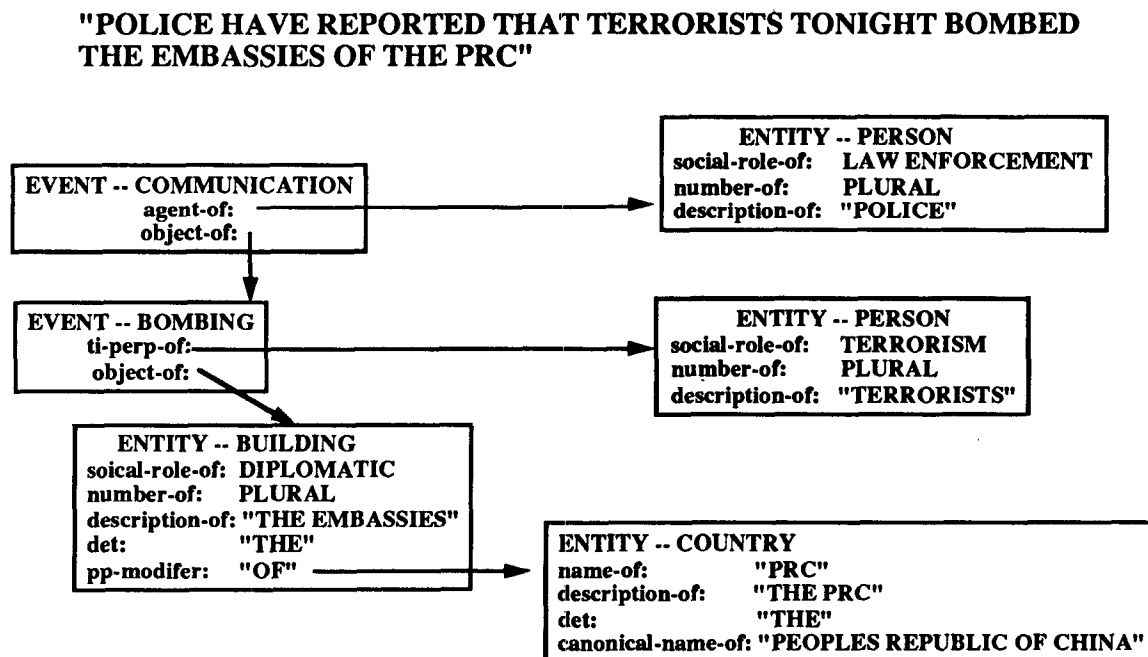 "POLICE HAVE REPORTED THAT TERRORISTS TONIGHT BOMBED
THE EMBASSIES OF THE PRC"
ENTITY -- PERSON
social-role-of: LAW ENFORCEMENT
number-of: PLURAL
description-of: "POLICE"
EVENT -- COMMUNICATION
agent-of:
object-of:
EVENT -- BOMBING
ti-perp-of:
object-of:
ENTITY -- PERSON
social-role-of: TERRORISM
number-of: PLURAL
description-of: "TERRORISTS"
ENTITY -- BUILDING
soical-role-of: DIPLOMATIC
number-of: PLURAL
description-of: "THE EMBASSIES"
det: "THE"
pp-modifer: "OF"
ENTITY -- COUNTRY
name-of: "PRC"
description-of: "THE PRC"
det: "THE"
canonical-name-of: "PEOPLES REPUBLIC OF CHINA"